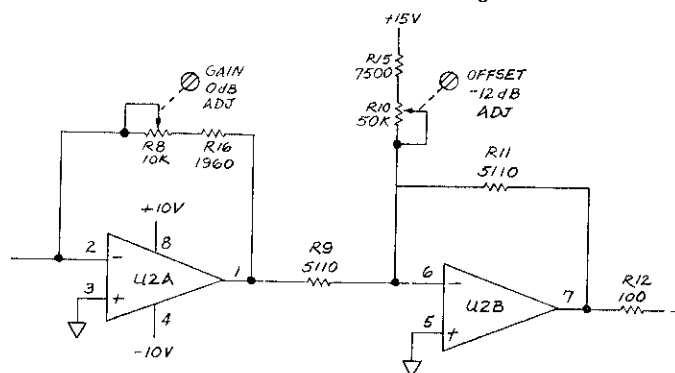 +15V
R15
7500
R10
50K
OFFSET
-12dB
ADJ
GAIN
0dB
ADJ
R8
10K
R16
1960
R11
5110
+10V
2
-
8
U2A
1
3
+
4
-10V
R9
5110
6
-
U2B
7
5
+
R12
100